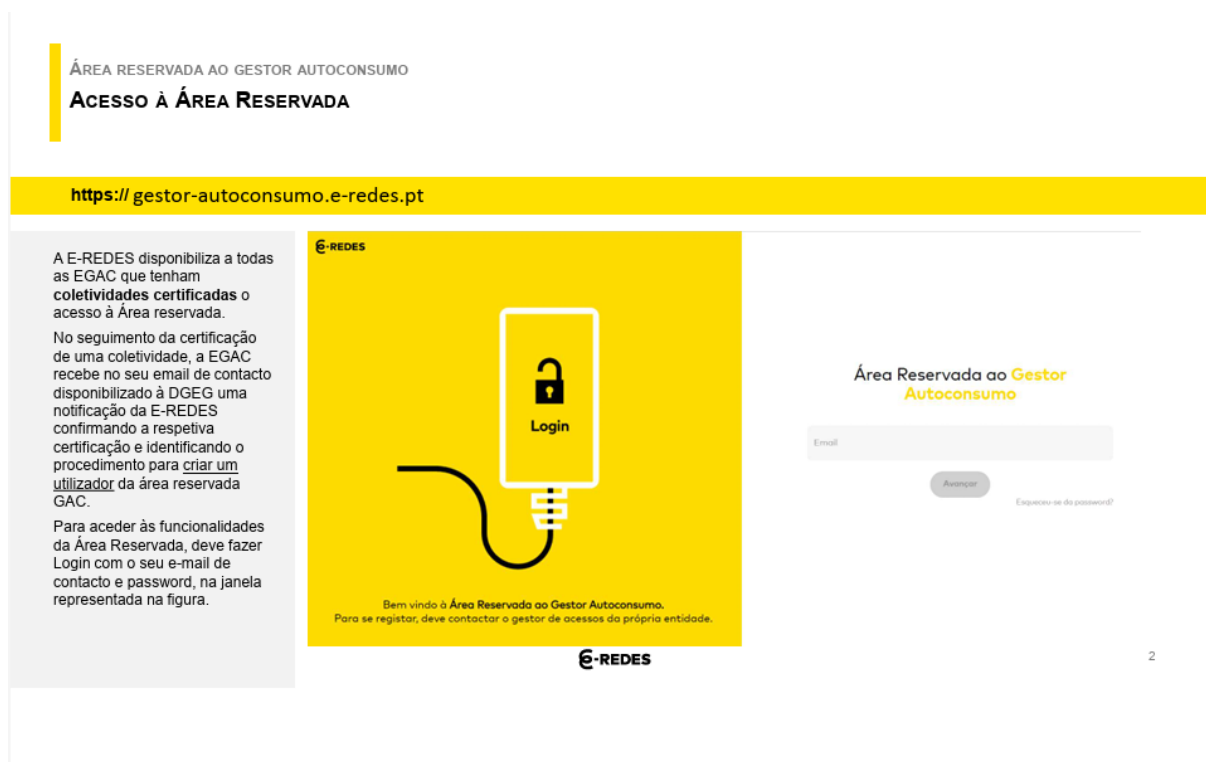 ÁREA RESERVADA AO GESTOR AUTOCONSUMO
ACESSO À ÁREA RESERVADA
https:// gestor-autoconsumo.e-redes.pt
A E-REDES disponibiliza a todas
as EGAC que tenham
coletividades certificadas o
acesso à Área reservada.
No seguimento da certificação
de uma coletividade, a EGAC
recebe no seu email de contacto
disponibilizado à DGEG uma
notificação da E-REDES
confirmando a respetiva
certificação e identificando o
procedimento para criar um
utilizador da área reservada
GAC.
Para aceder às funcionalidades
da Área Reservada, deve fazer
Login com o seu e-mail de
contacto e password, na janela
representada na figura.
E-REDES
Login
Bem vindo à Área Reservada ao Gestor Autoconsumo.
Para se registar, deve contactar o gestor de acessos da própria entidade.
Área Reservada ao Gestor
Autoconsumo
Email
Avançar
Esqueceu-se da password?
E-REDES
2